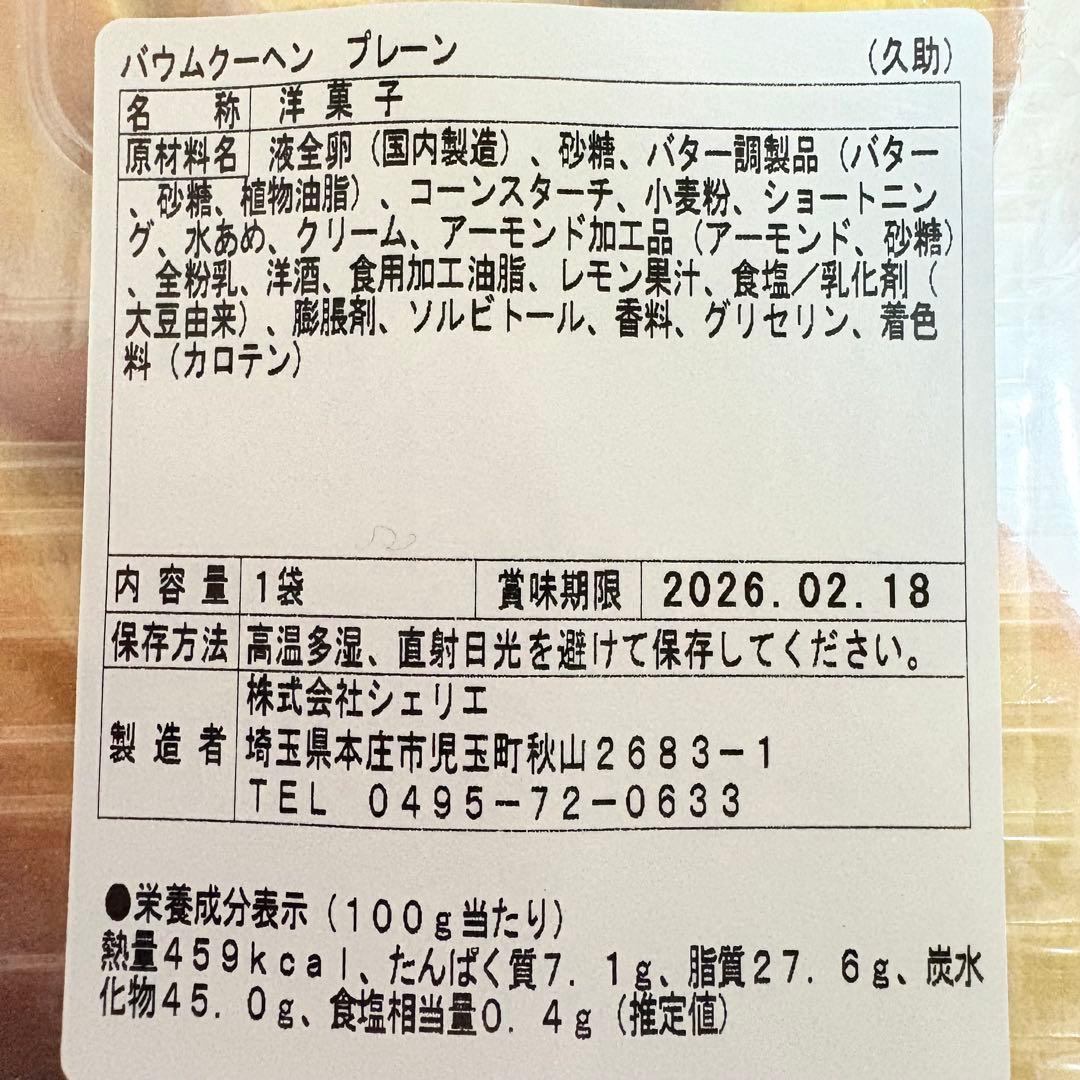 バウムクーヘン　プレーン　（久助）
名　称　洋菓子
原材料名　液全卵（国内製造）、砂糖、バター調製品（バター
、砂糖、植物油脂）、コーンスターチ、小麦粉、ショートニン
グ、水あめ、クリーム、アーモンド加工品（アーモンド、砂糖）
、全粉乳、洋酒、食用加工油脂、レモン果汁、食塩／乳化剤（
大豆由来）、膨脹剤、ソルビトール、香料、グリセリン、着色
料（カロテン）
内容量　1袋　賞味期限　2026.02.18
保存方法　高温多湿、直射日光を避けて保存してください。
株式会社シェリエ
製造者　埼玉県本庄市児玉町秋山２６８３－１
ＴＥＬ　０４９５－７２－０６３３
●栄養成分表示（１００ｇ当たり）
熱量４５９ｋｃａｌ、たんぱく質７．１ｇ、脂質２７．６ｇ、炭水
化物４５．０ｇ、食塩相当量０．４ｇ（推定値）